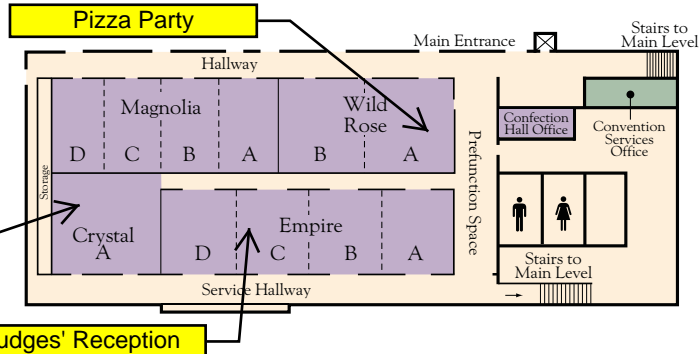 Pizza Party
Main Entrance
Stairs to
Main Level
Hallway
Magnolia
Wild
Rose
D C B A B A
Confection
Hall Office
Convention
Services
Office
Storage
Prefunction Space
Crystal
A
Empire
D C B A
Stairs to
Main Level
Service Hallway
udges' Reception